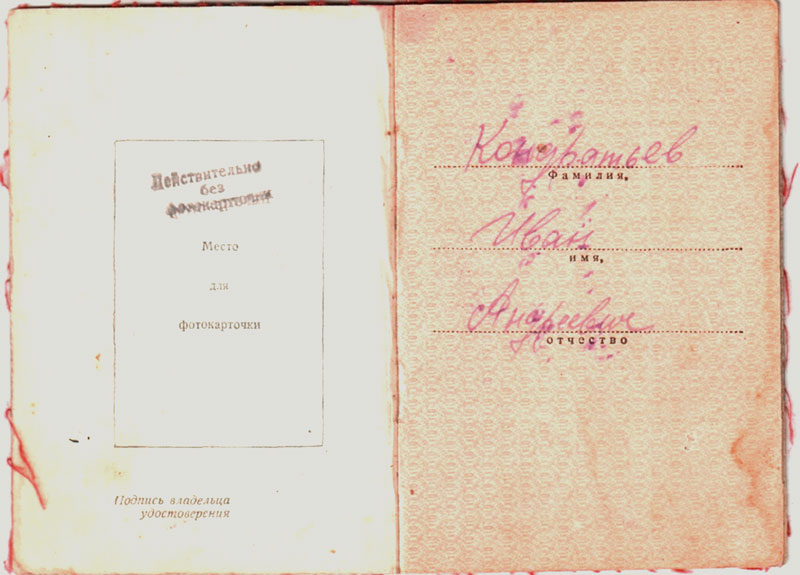 Действительно
без
фотокарточки
Место
для
фотокарточки
Подпись владельца
удостоверения
Кондратьев
Фамилия,
Иван
имя,
Андреевич
отчество